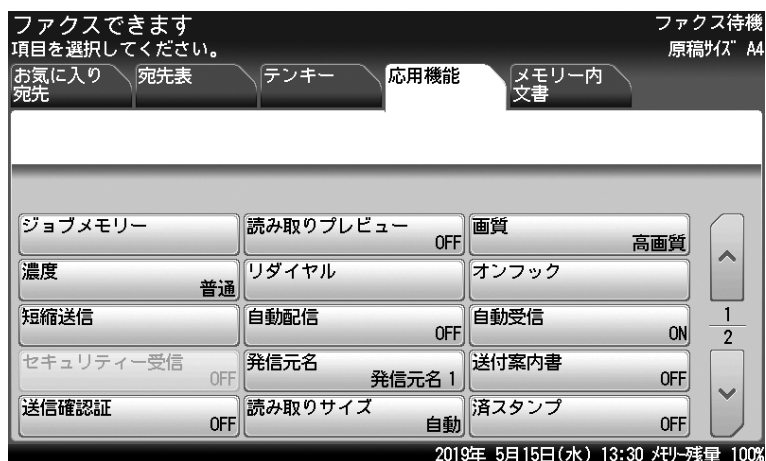 ファクスできます
ファクス待機
項目を選択してください。
原稿ｻｲｽﾞ A4
お気に入り
宛先
宛先表
テンキー
応用機能
メモリー内
文書
ジョブメモリー
読み取りプレビュー
OFF
画質
高画質
濃度
普通
リダイヤル
オンフック
短縮送信
自動配信
OFF
自動受信
ON
1
2
セキュリティー受信
OFF
発信元名
発信元名 1
送付案内書
OFF
送信確認証
OFF
読み取りサイズ
自動
済スタンプ
OFF
2019年 5月15日(水) 13:30 ﾒﾓﾘｰ残量 100%